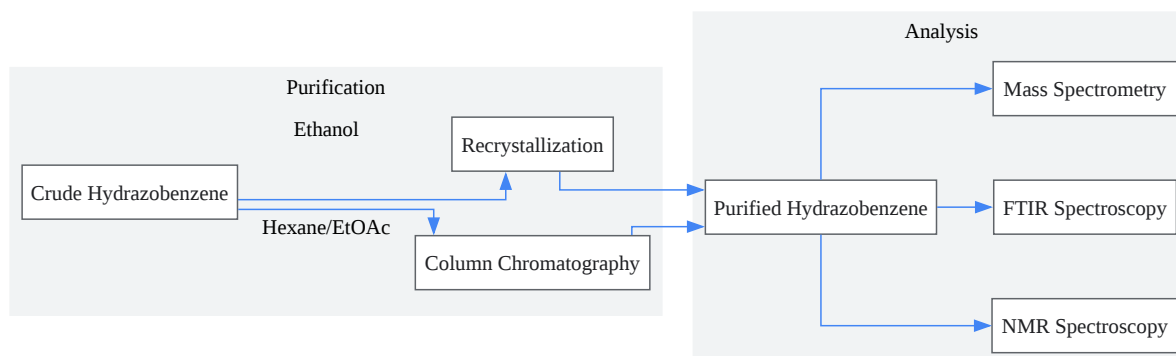 Purification
Ethanol
Crude Hydrazobenzene
Hexane/EtOAc
Recrystallization
Column Chromatography
Analysis
Purified Hydrazobenzene
Mass Spectrometry
FTIR Spectroscopy
NMR Spectroscopy